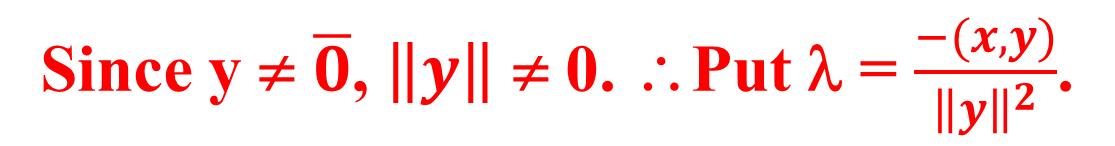 Since y ≠ 0̅, ||y|| ≠ 0. ∴ Put λ = −(x,y)/||y||².